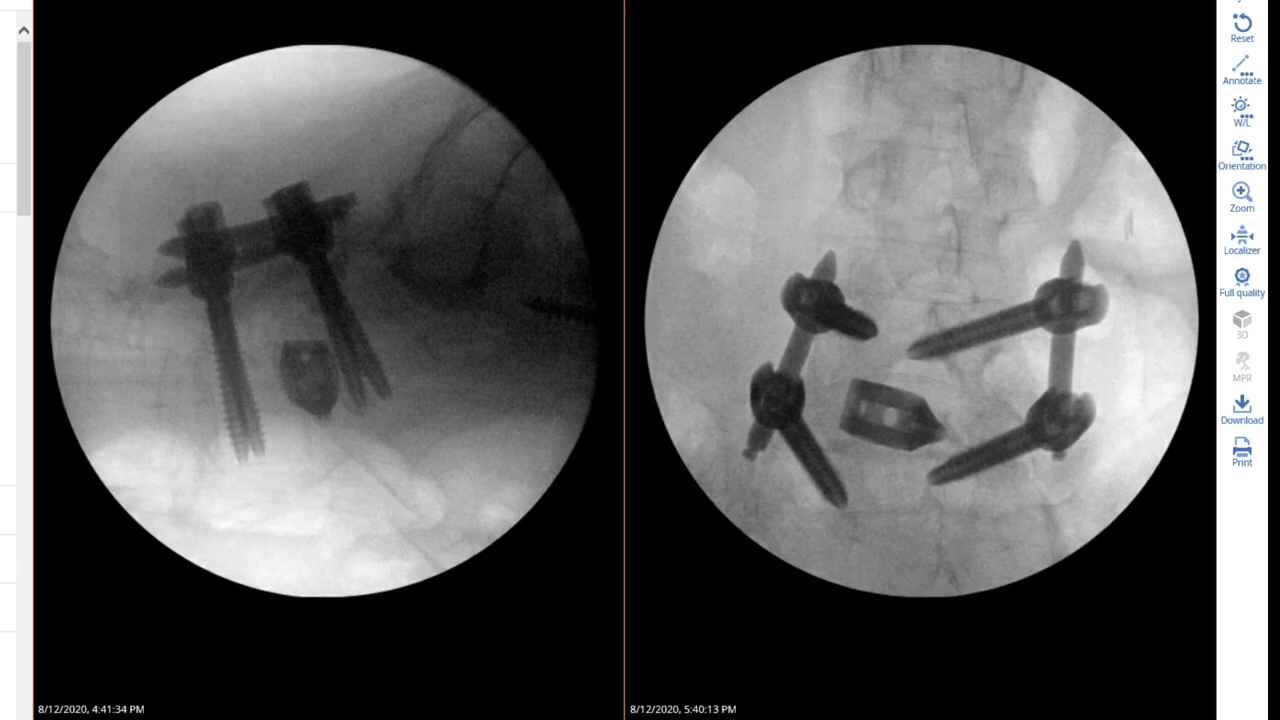 Reset
Annotate
W/L
Orientation
Zoom
Localizer
Full quality
3D
MPR
Download
Print
8/12/2020, 4:41:34 PM
8/12/2020, 5:40:13 PM